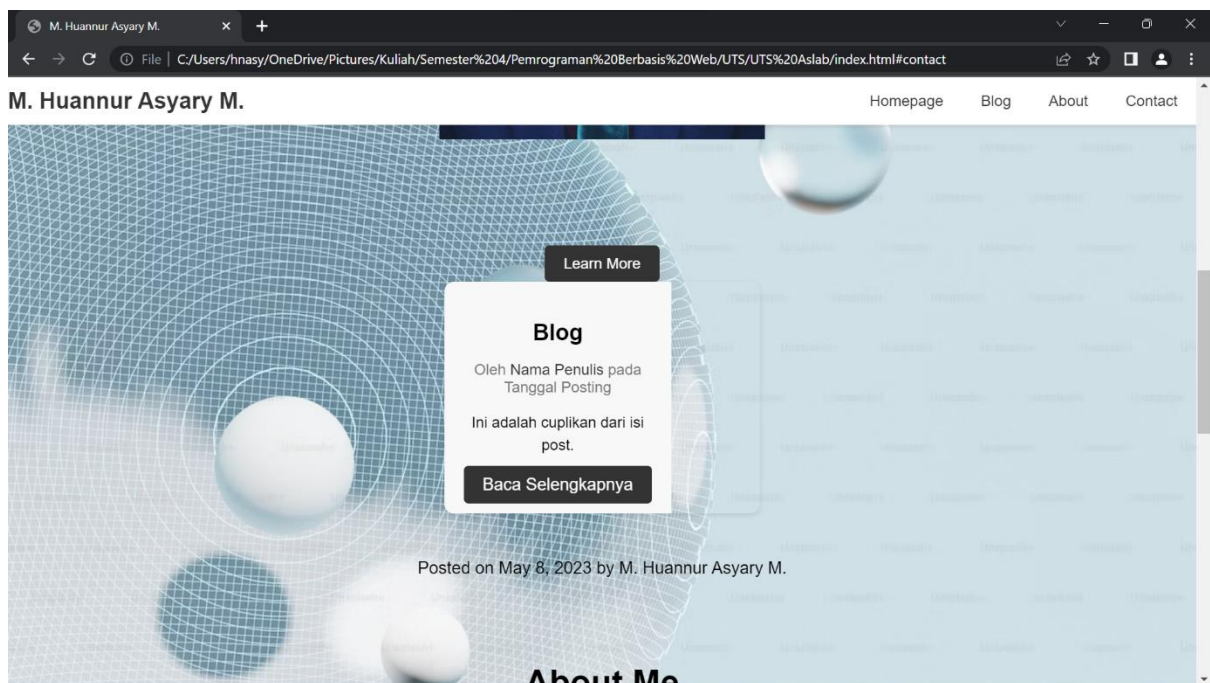 M. Huannur Asyary M.
File | C:/Users/hnasy/OneDrive/Pictures/Kuliah/Semester%204/Pemrograman%20Berbasis%20Web/UTS/UTS%20Aslab/index.html#contact
M. Huannur Asyary M.
Homepage Blog About Contact
Learn More
Blog
Oleh Nama Penulis pada
Tanggal Posting
Ini adalah cuplikan dari isi
post.
Baca Selengkapnya
Posted on May 8, 2023 by M. Huannur Asyary M.
About Me